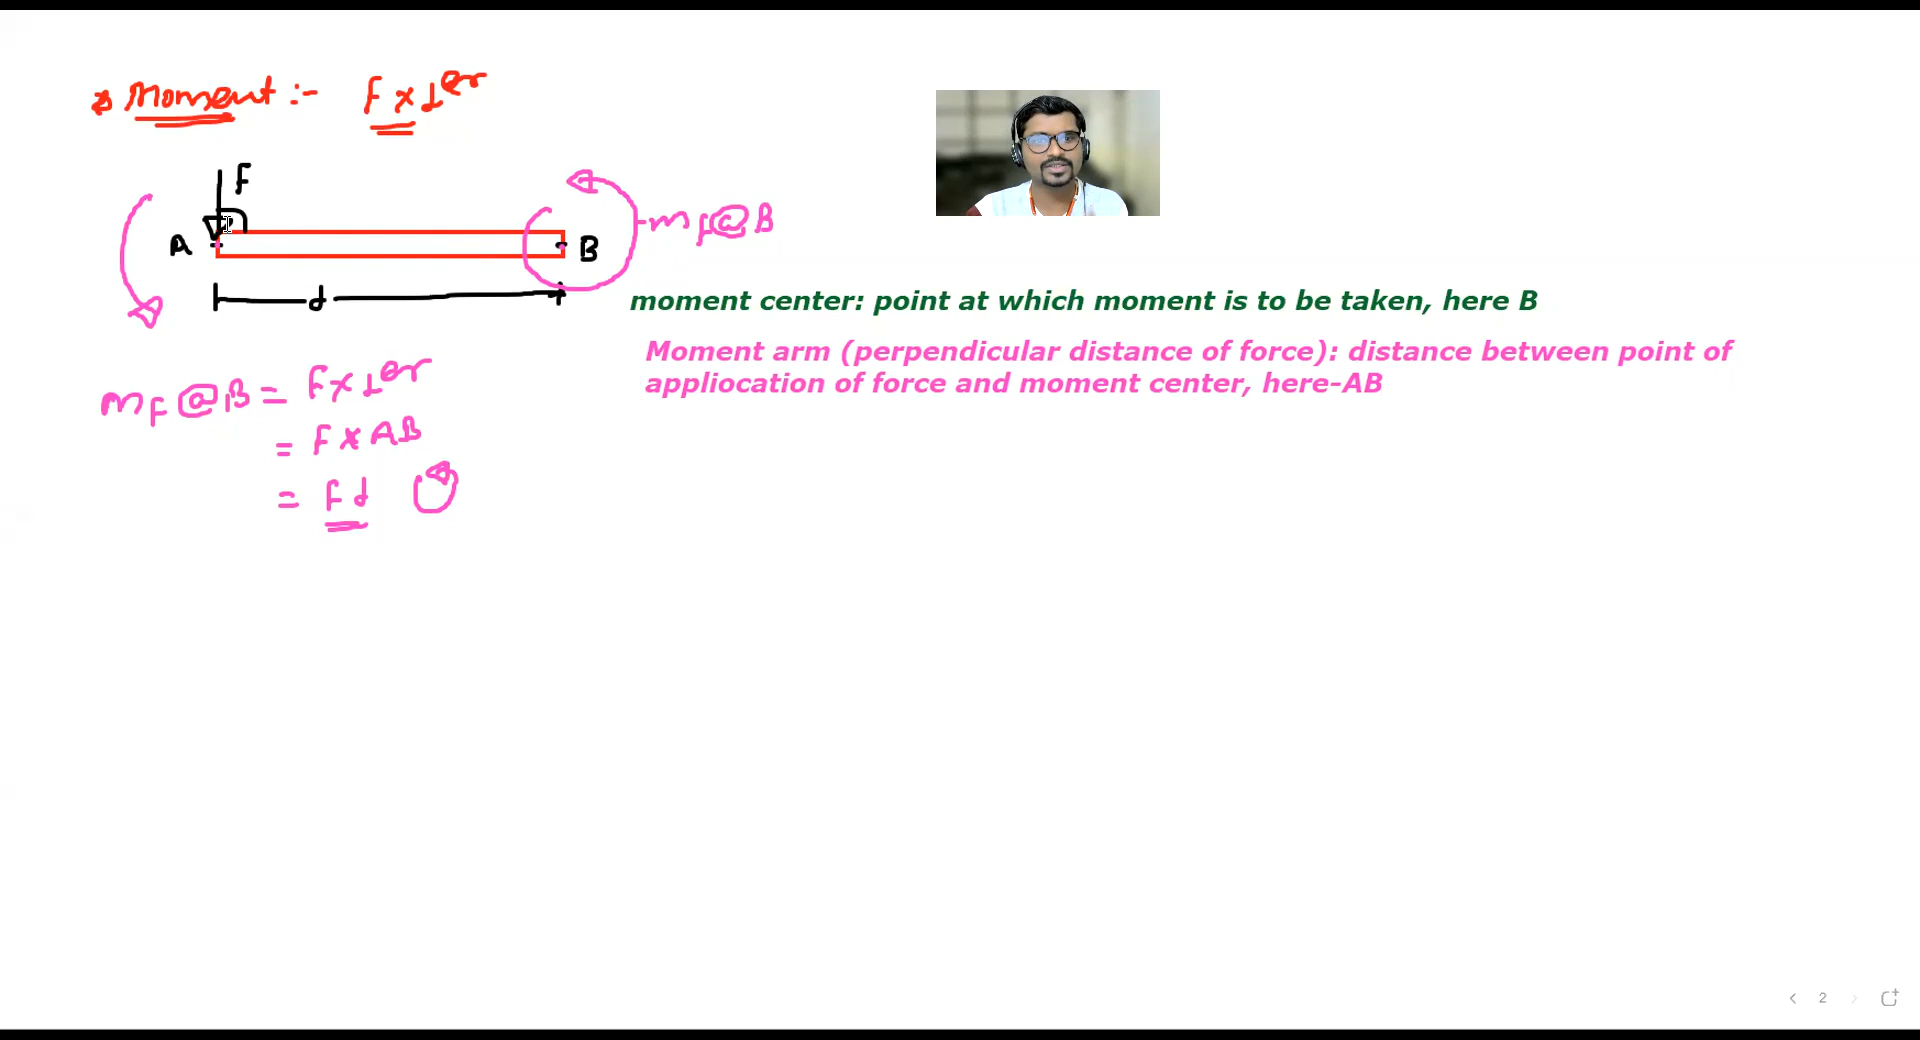 * Moment :- F x ⊥er
F
A
B
mF@B
d
moment center: point at which moment is to be taken, here B
Moment arm (perpendicular distance of force): distance between point of
appliocation of force and moment center, here-AB
mF@B = F x ⊥er
= F x AB
= Fd
2